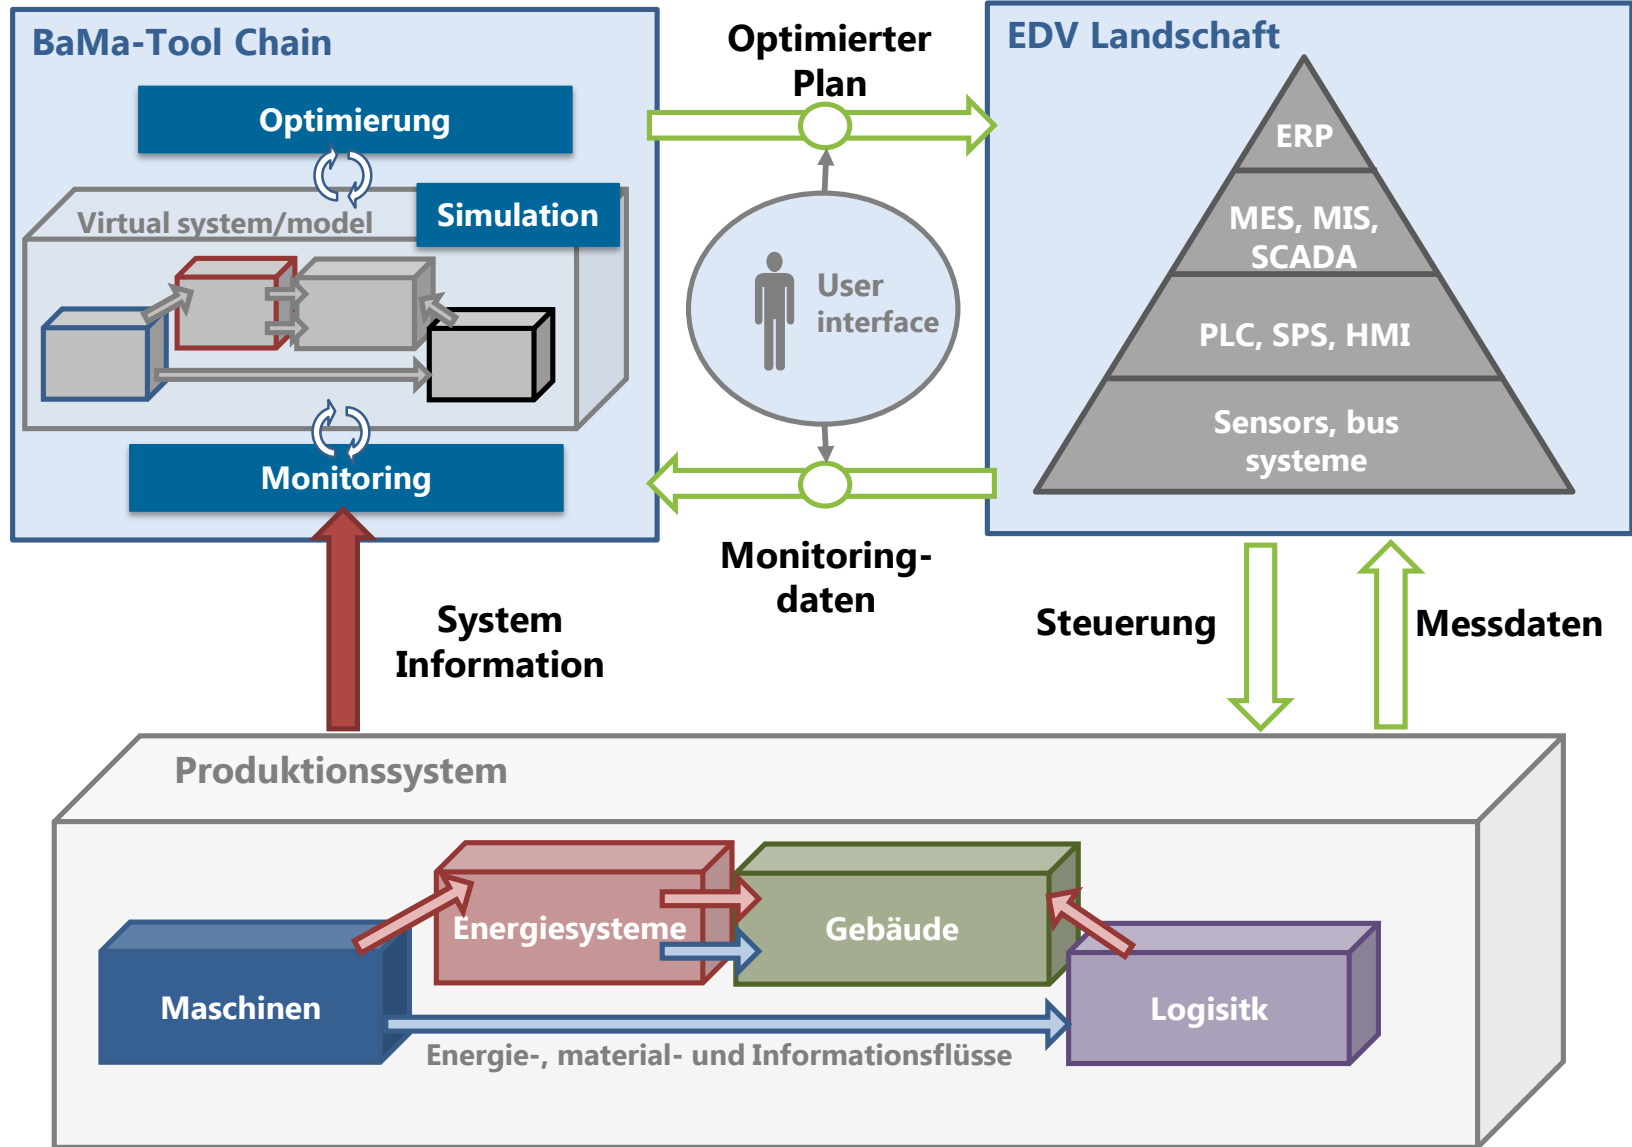 BaMa-Tool Chain
Optimierung
Simulation
Virtual system/model
Monitoring
Optimierter
Plan
User
interface
Monitoring-
daten
EDV Landschaft
ERP
MES, MIS,
SCADA
PLC, SPS, HMI
Sensors, bus
systeme
System
Information
Steuerung
Messdaten
Produktionssystem
Energiesysteme
Gebäude
Maschinen
Logisitk
Energie-, material- und Informationsflüsse